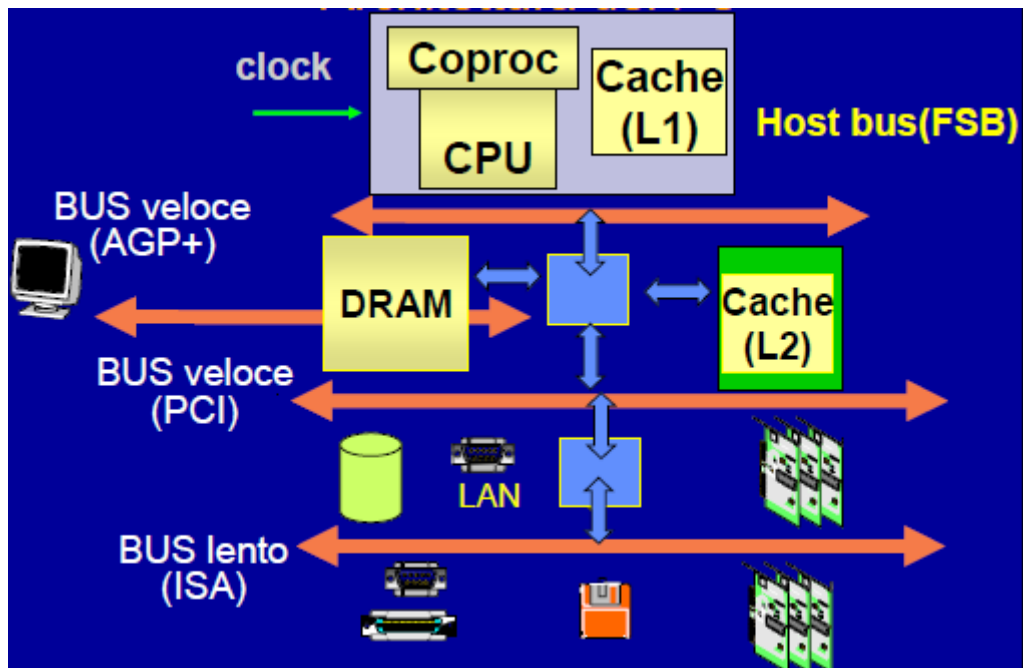 clock
Coproc
CPU
Cache
(L1)
Host bus(FSB)
BUS veloce
(AGP+)
DRAM
Cache
(L2)
BUS veloce
(PCI)
LAN
BUS lento
(ISA)